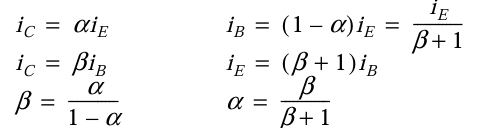 i_C = αi_E    i_B = (1 − α)i_E = i_E / (β + 1)
i_C = βi_B    i_E = (β + 1)i_B
β = α / (1 − α)    α = β / (β + 1)